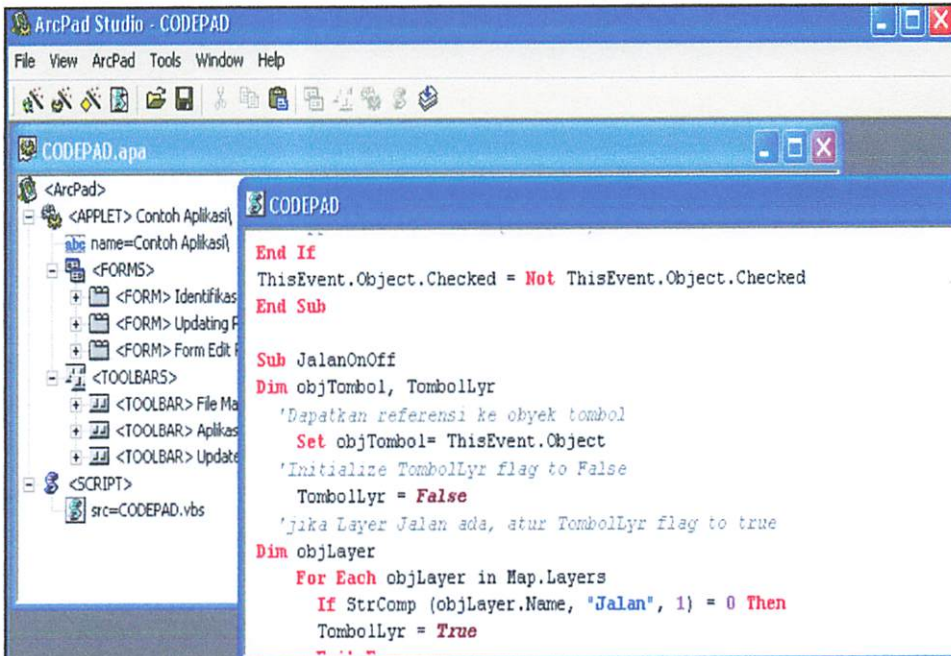 ArcPad Studio - CODEPAD
File View ArcPad Tools Window Help
CODEPAD.apa
<ArcPad>
<APPLET> Contoh Aplikasi\
name=Contoh Aplikasi\
<FORMS>
<FORM> Identifikas
<FORM> Updating P
<FORM> Form Edit
<TOOLBARS>
<TOOLBAR> File Ma
<TOOLBAR> Aplikas
<TOOLBAR> Update
<SCRIPT>
src=CODEPAD.vbs
CODEPAD
End If
ThisEvent.Object.Checked = Not ThisEvent.Object.Checked
End Sub
Sub JalanOnOff
Dim objTombol, TombolLyr
'Dapatkan referensi ke obyek tombol
Set objTombol= ThisEvent.Object
'Initialize TombolLyr flag to False
TombolLyr = False
'jika Layer Jalan ada, atur TombolLyr flag to true
Dim objLayer
For Each objLayer in Map.Layers
If StrComp (objLayer.Name, "Jalan", 1) = 0 Then
TombolLyr = True